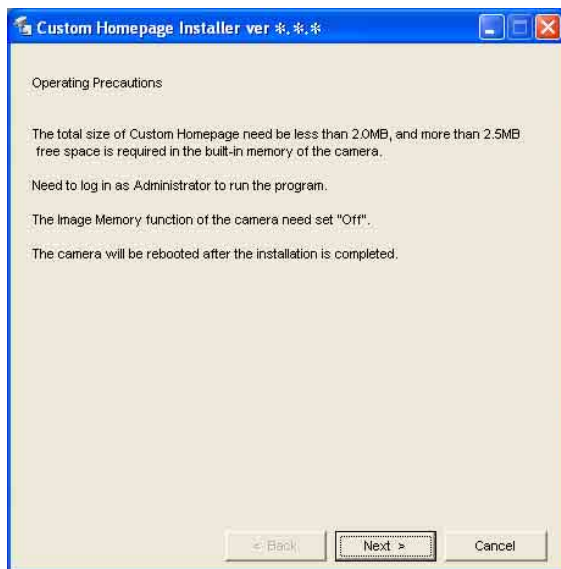 Custom Homepage Installer ver *.*.*
Operating Precautions
The total size of Custom Homepage need be less than 2.0MB, and more than 2.5MB
free space is required in the built-in memory of the camera.
Need to log in as Administrator to run the program.
The Image Memory function of the camera need set "Off".
The camera will be rebooted after the installation is completed.
< Back Next > Cancel